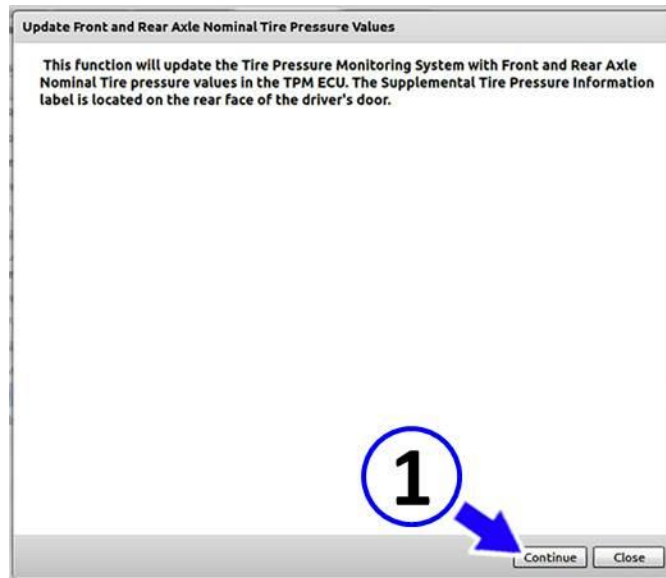 Update Front and Rear Axle Nominal Tire Pressure Values
This function will update the Tire Pressure Monitoring System with Front and Rear Axle
Nominal Tire pressure values in the TPM ECU. The Supplemental Tire Pressure Information
label is located on the rear face of the driver's door.
1
Continue Close